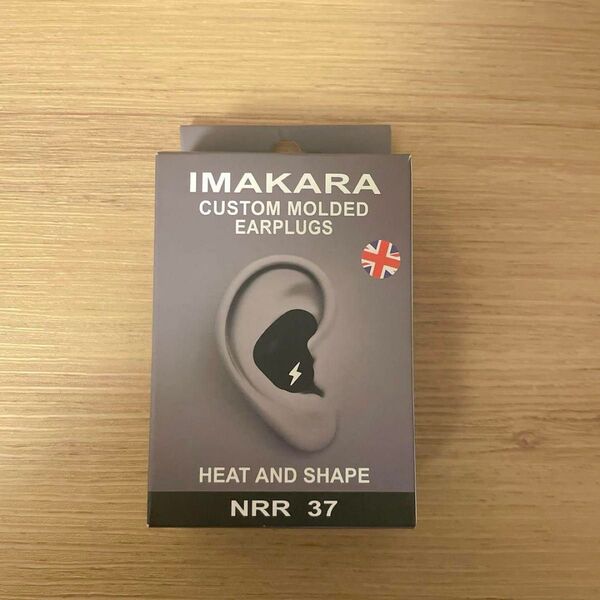 IMAKARA
CUSTOM MOLDED
EARPLUGS
HEAT AND SHAPE
NRR 37